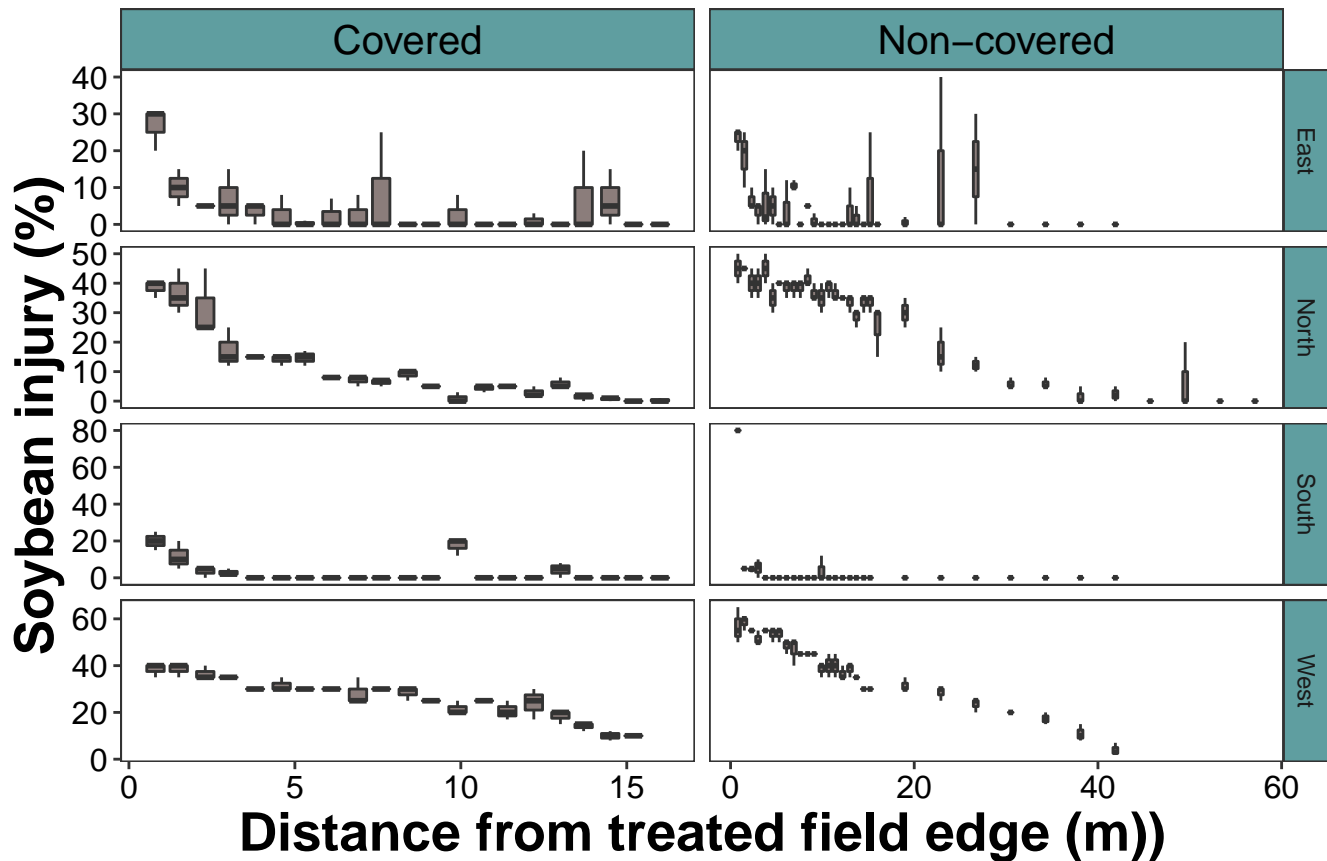 Covered Non−covered
Soybean injury (%)
40
30
20
10
0
East
50
40
30
20
10
0
North
80
60
40
20
0
South
60
40
20
0
West
0 5 10 15 0 20 40 60
Distance from treated field edge (m))